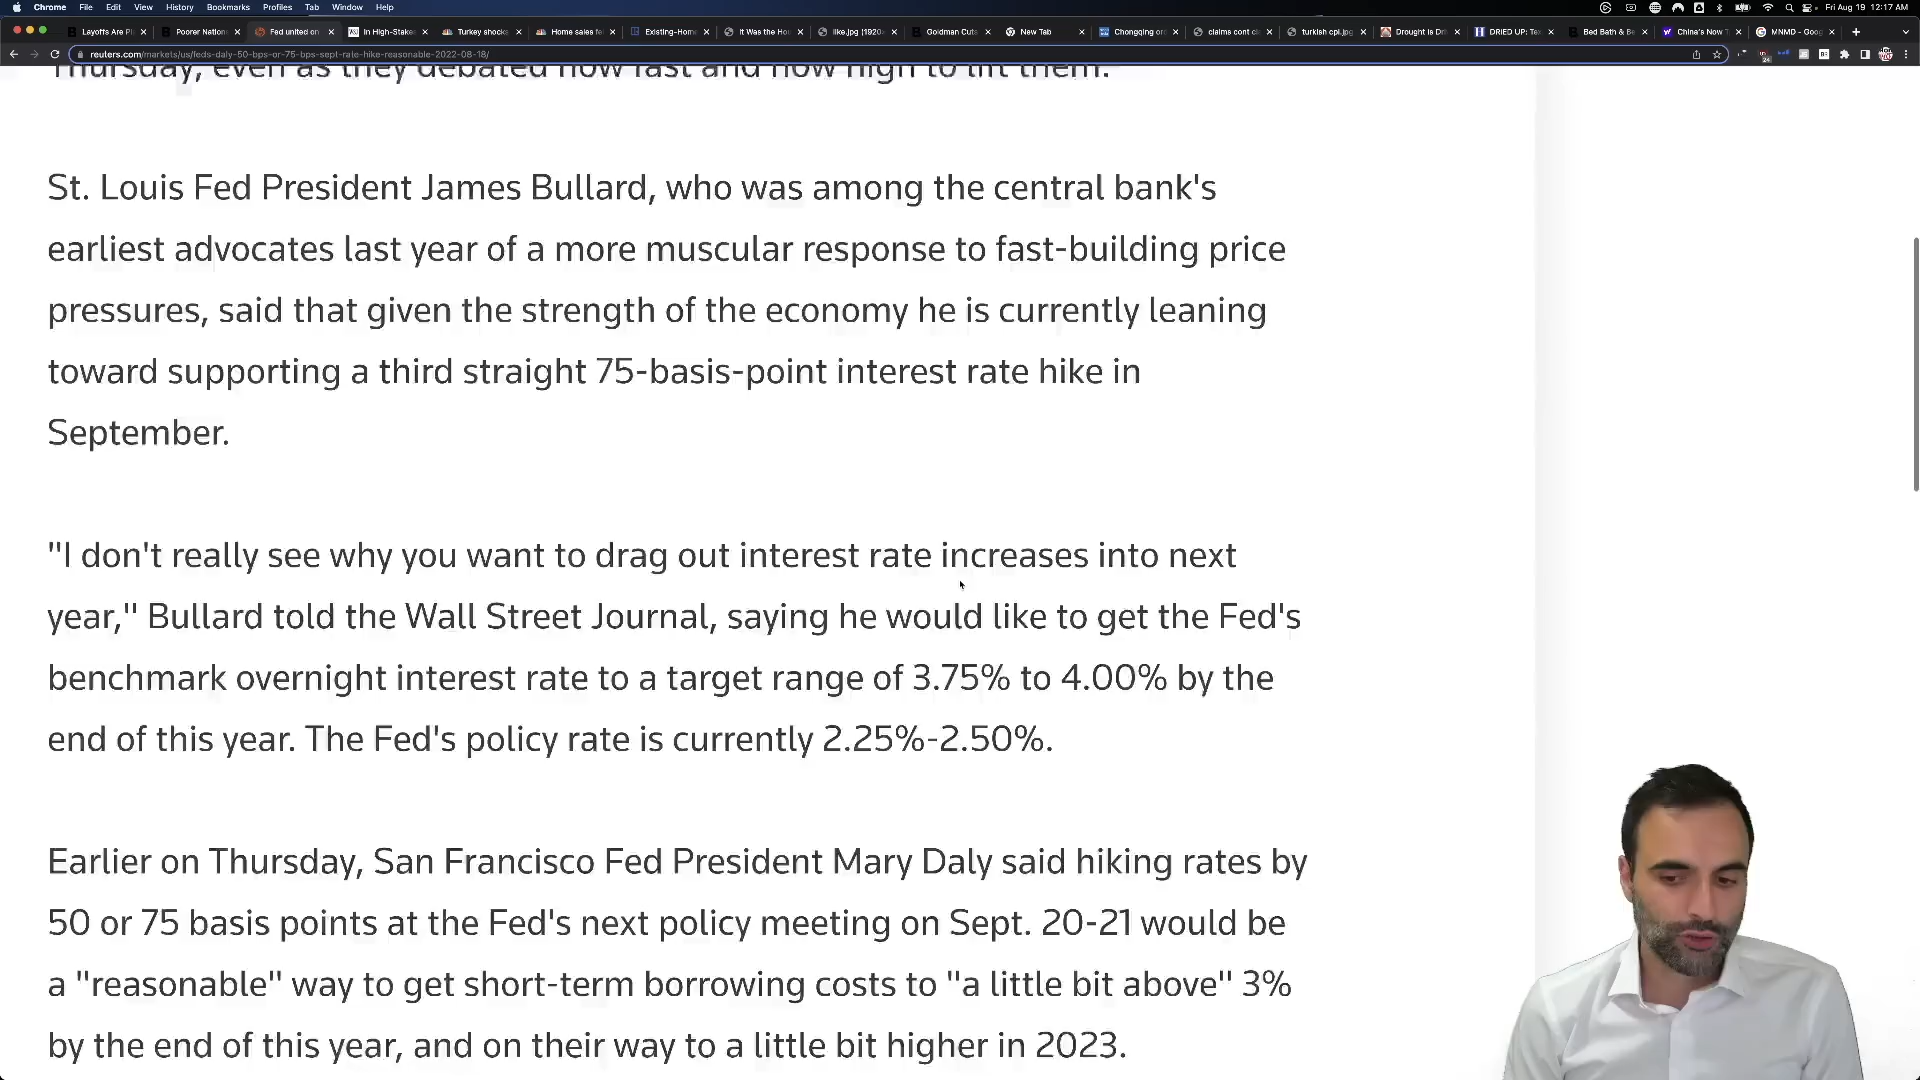 Chrome File Edit View History Bookmarks Profiles Tab Window Help Fri Aug 19 12:17 AM
Layoffs Are Pl Poorer Nation Fed united on In High-Stake Turkey shock Home sales fe Existing-Hom It Was the Ho like.jpg (1920 Goldman Cuts New Tab Chongqing or claims cont cl turkish cpi.jpg Drought is Dr DRIED UP: Tex Bed Bath & Be China's Now T MNMD - Goo
reuters.com/markets/us/feds-daly-50-bps-or-75-bps-sept-rate-hike-reasonable-2022-08-18/
Thursday, even as they debated how fast and how high to lift them.
St. Louis Fed President James Bullard, who was among the central bank's
earliest advocates last year of a more muscular response to fast-building price
pressures, said that given the strength of the economy he is currently leaning
toward supporting a third straight 75-basis-point interest rate hike in
September.
"I don't really see why you want to drag out interest rate increases into next
year," Bullard told the Wall Street Journal, saying he would like to get the Fed's
benchmark overnight interest rate to a target range of 3.75% to 4.00% by the
end of this year. The Fed's policy rate is currently 2.25%-2.50%.
Earlier on Thursday, San Francisco Fed President Mary Daly said hiking rates by
50 or 75 basis points at the Fed's next policy meeting on Sept. 20-21 would be
a "reasonable" way to get short-term borrowing costs to "a little bit above" 3%
by the end of this year, and on their way to a little bit higher in 2023.